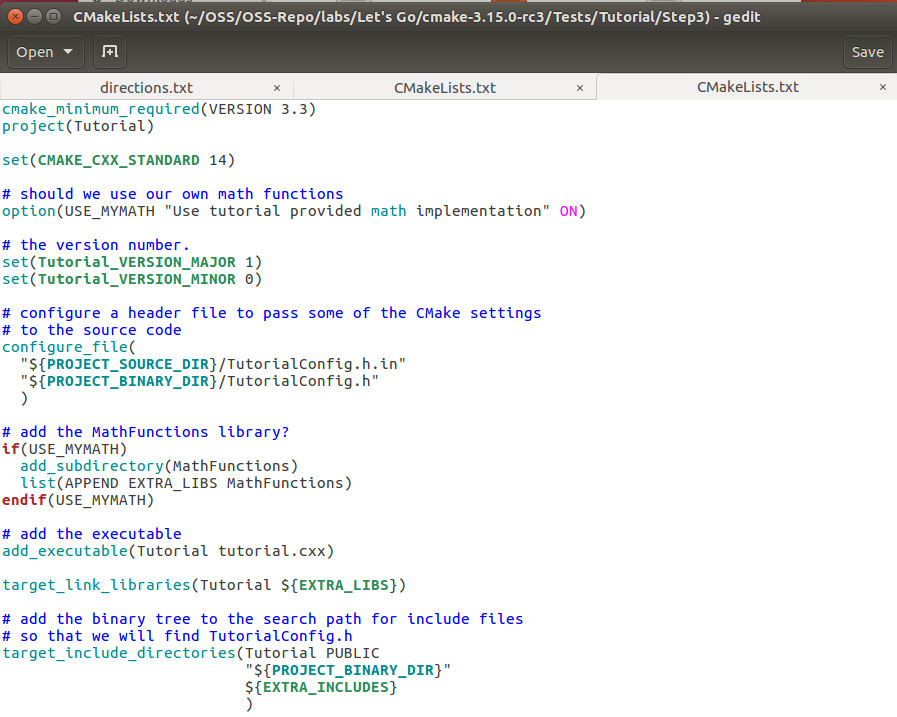 CMakeLists.txt (~/OSS/OSS-Repo/labs/Let's Go/cmake-3.15.0-rc3/Tests/Tutorial/Step3) - gedit
Open
Save
directions.txt × CMakeLists.txt × CMakeLists.txt ×
cmake_minimum_required(VERSION 3.3)
project(Tutorial)

set(CMAKE_CXX_STANDARD 14)

# should we use our own math functions
option(USE_MYMATH "Use tutorial provided math implementation" ON)

# the version number.
set(Tutorial_VERSION_MAJOR 1)
set(Tutorial_VERSION_MINOR 0)

# configure a header file to pass some of the CMake settings
# to the source code
configure_file(
  "${PROJECT_SOURCE_DIR}/TutorialConfig.h.in"
  "${PROJECT_BINARY_DIR}/TutorialConfig.h"
  )

# add the MathFunctions library?
if(USE_MYMATH)
  add_subdirectory(MathFunctions)
  list(APPEND EXTRA_LIBS MathFunctions)
endif(USE_MYMATH)

# add the executable
add_executable(Tutorial tutorial.cxx)

target_link_libraries(Tutorial ${EXTRA_LIBS})

# add the binary tree to the search path for include files
# so that we will find TutorialConfig.h
target_include_directories(Tutorial PUBLIC
                           "${PROJECT_BINARY_DIR}"
                           ${EXTRA_INCLUDES}
                           )